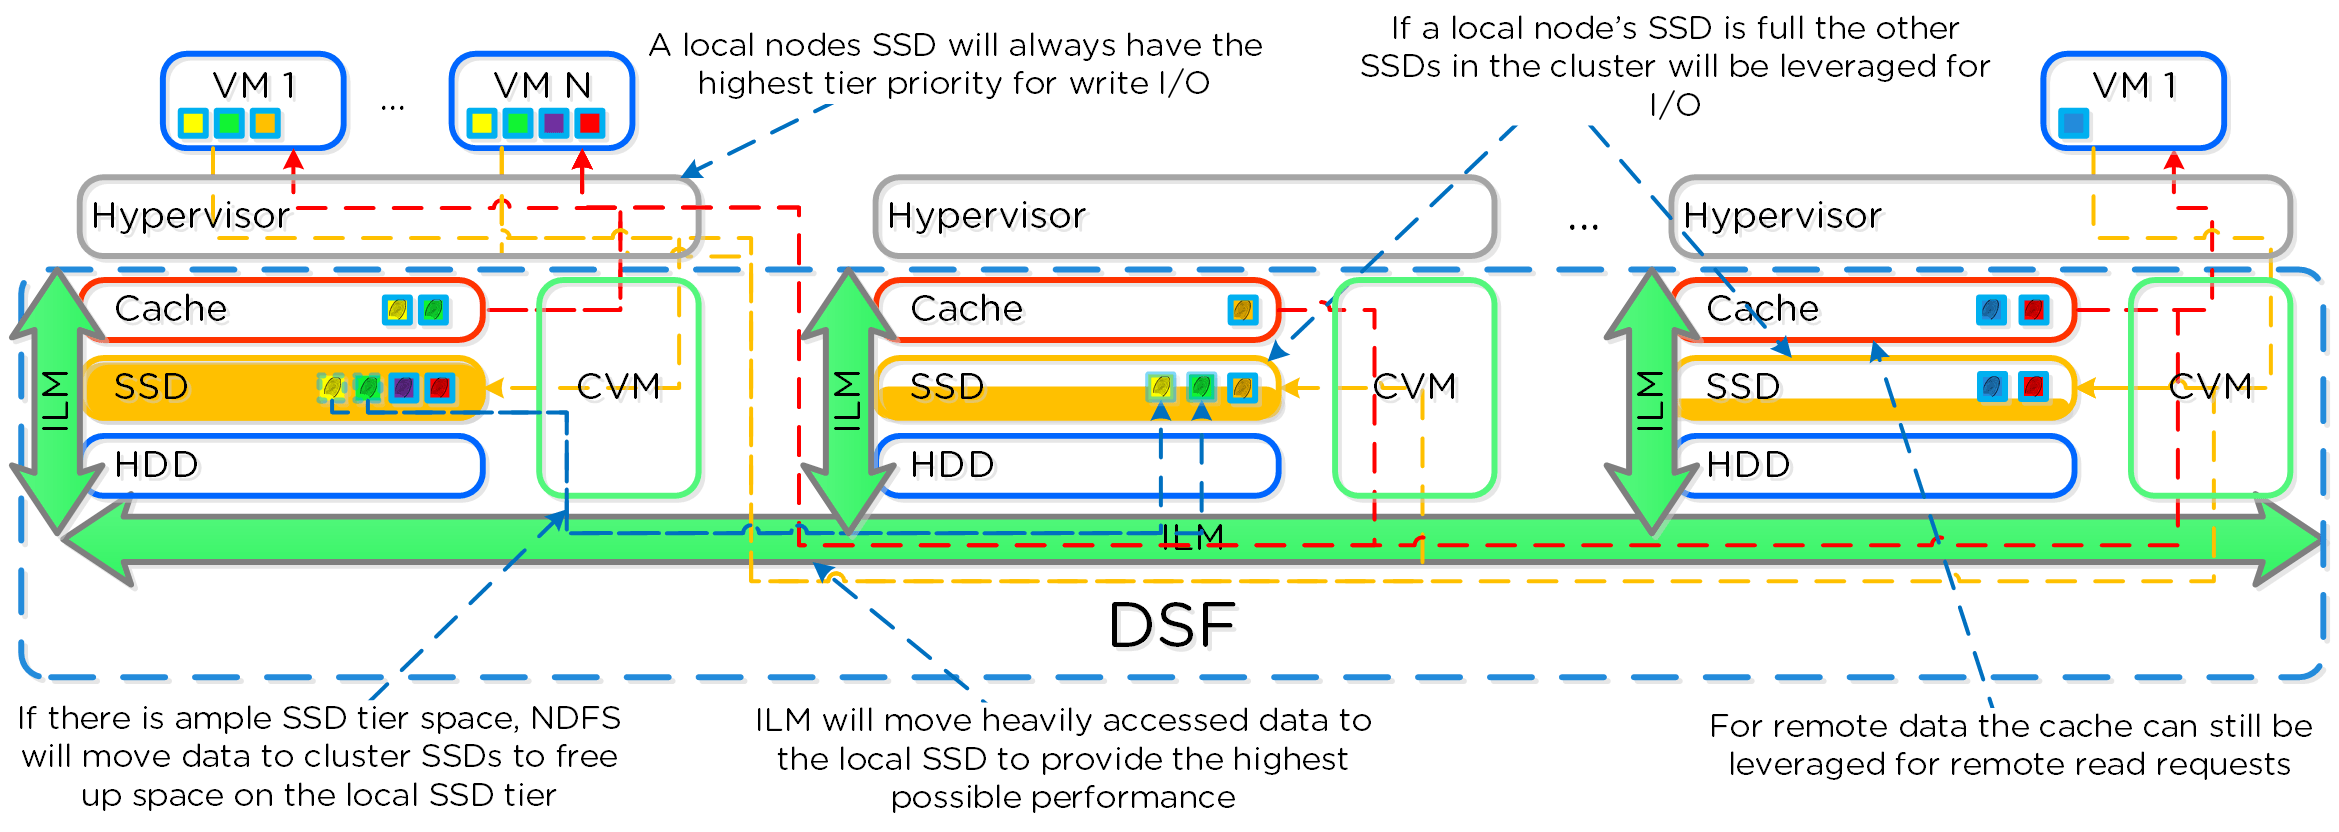 A local nodes SSD will always have the
highest tier priority for write I/O
If a local node's SSD is full the other
SSDs in the cluster will be leveraged for
I/O
VM 1
...
VM N
VM 1
Hypervisor
Hypervisor
...
Hypervisor
ILM
Cache
SSD
HDD
CVM
ILM
Cache
SSD
HDD
CVM
ILM
Cache
SSD
HDD
CVM
ILM
DSF
If there is ample SSD tier space, NDFS
will move data to cluster SSDs to free
up space on the local SSD tier
ILM will move heavily accessed data to
the local SSD to provide the highest
possible performance
For remote data the cache can still be
leveraged for remote read requests